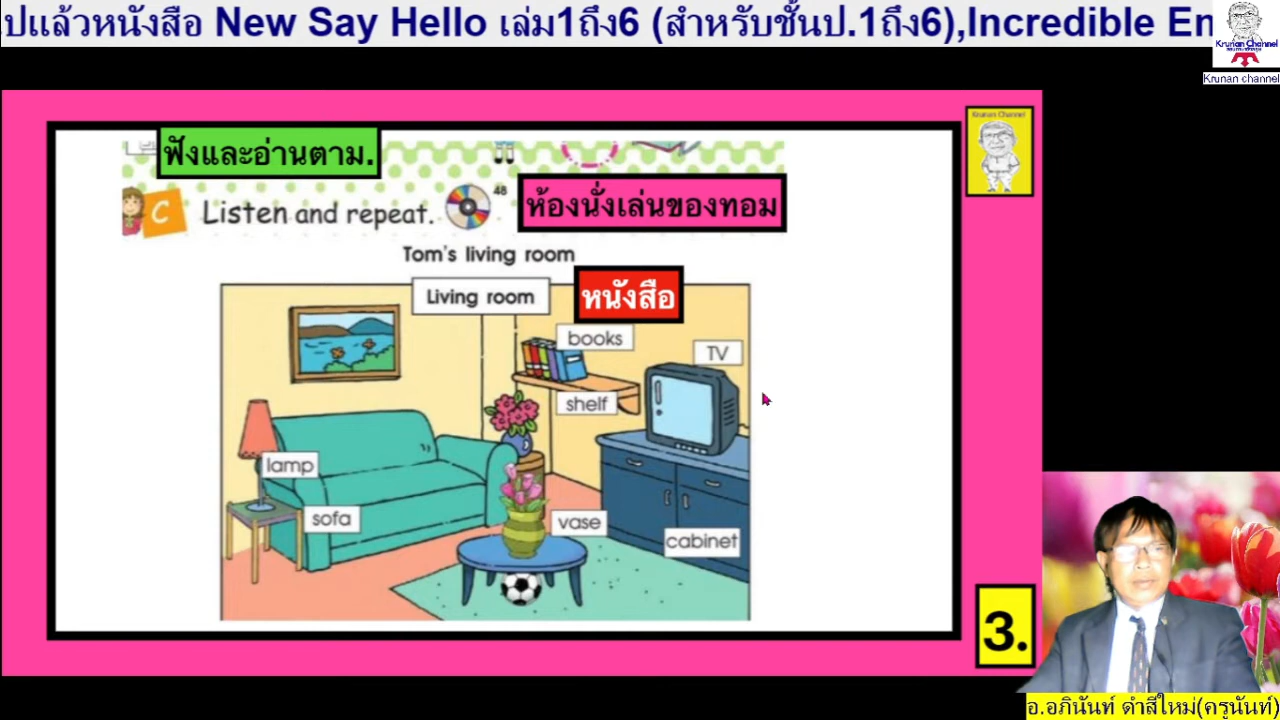 ปแล้วหนังสือ New Say Hello เล่ม1ถึง6 (สำหรับชั้นป.1ถึง6),Incredible En
Krunan Channel
Krunan channel
Krunan Channel
ฟังและอ่านตาม.
C Listen and repeat. 48
ห้องนั่งเล่นของทอม
Tom's living room
Living room
หนังสือ
books
TV
shelf
lamp
sofa
vase
cabinet
3.
อ.อภินันท์ ดำสีใหม่(ครูนันท์)